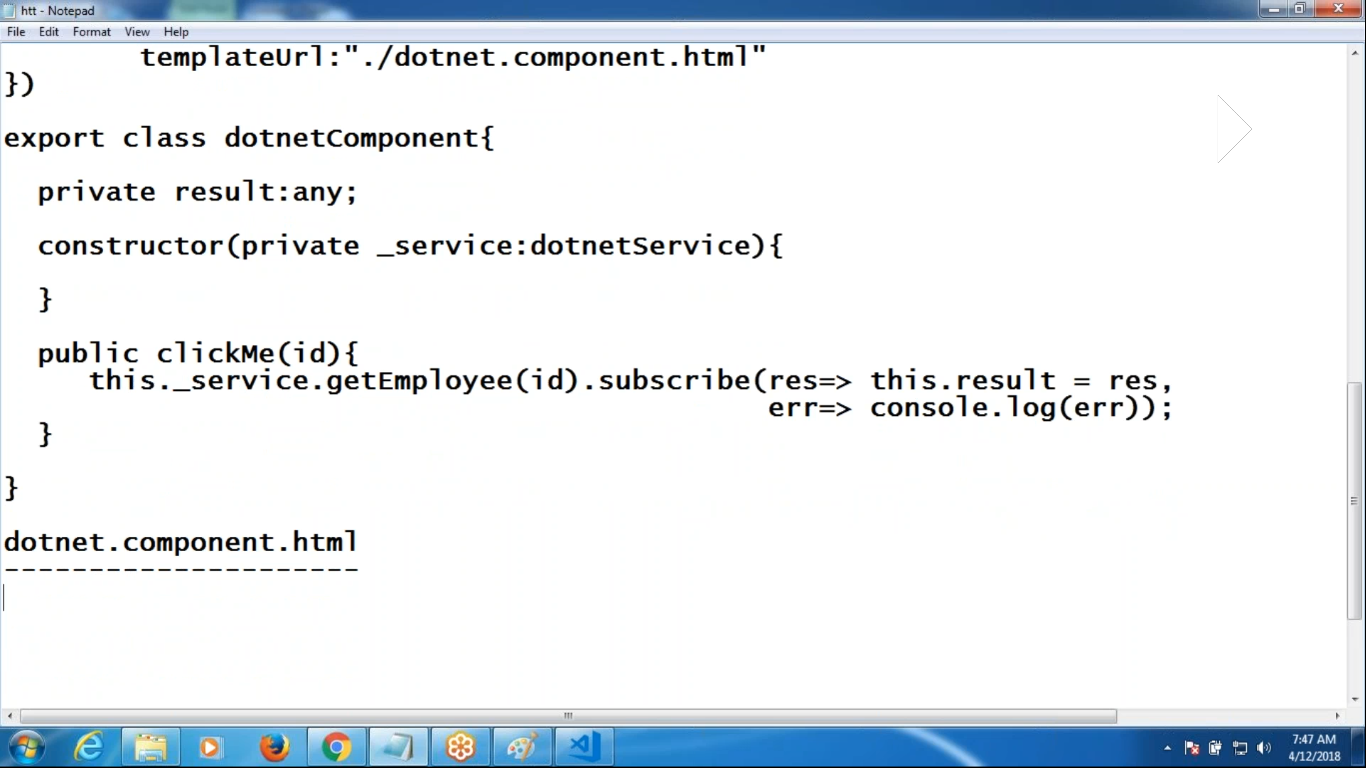 htt - Notepad
File Edit Format View Help
templateUrl:"./dotnet.component.html"
})
export class dotnetComponent{
private result:any;
constructor(private _service:dotnetService){
}
public clickMe(id){
this._service.getEmployee(id).subscribe(res=> this.result = res,
err=> console.log(err));
}
}
dotnet.component.html
---------------------
7:47 AM
4/12/2018